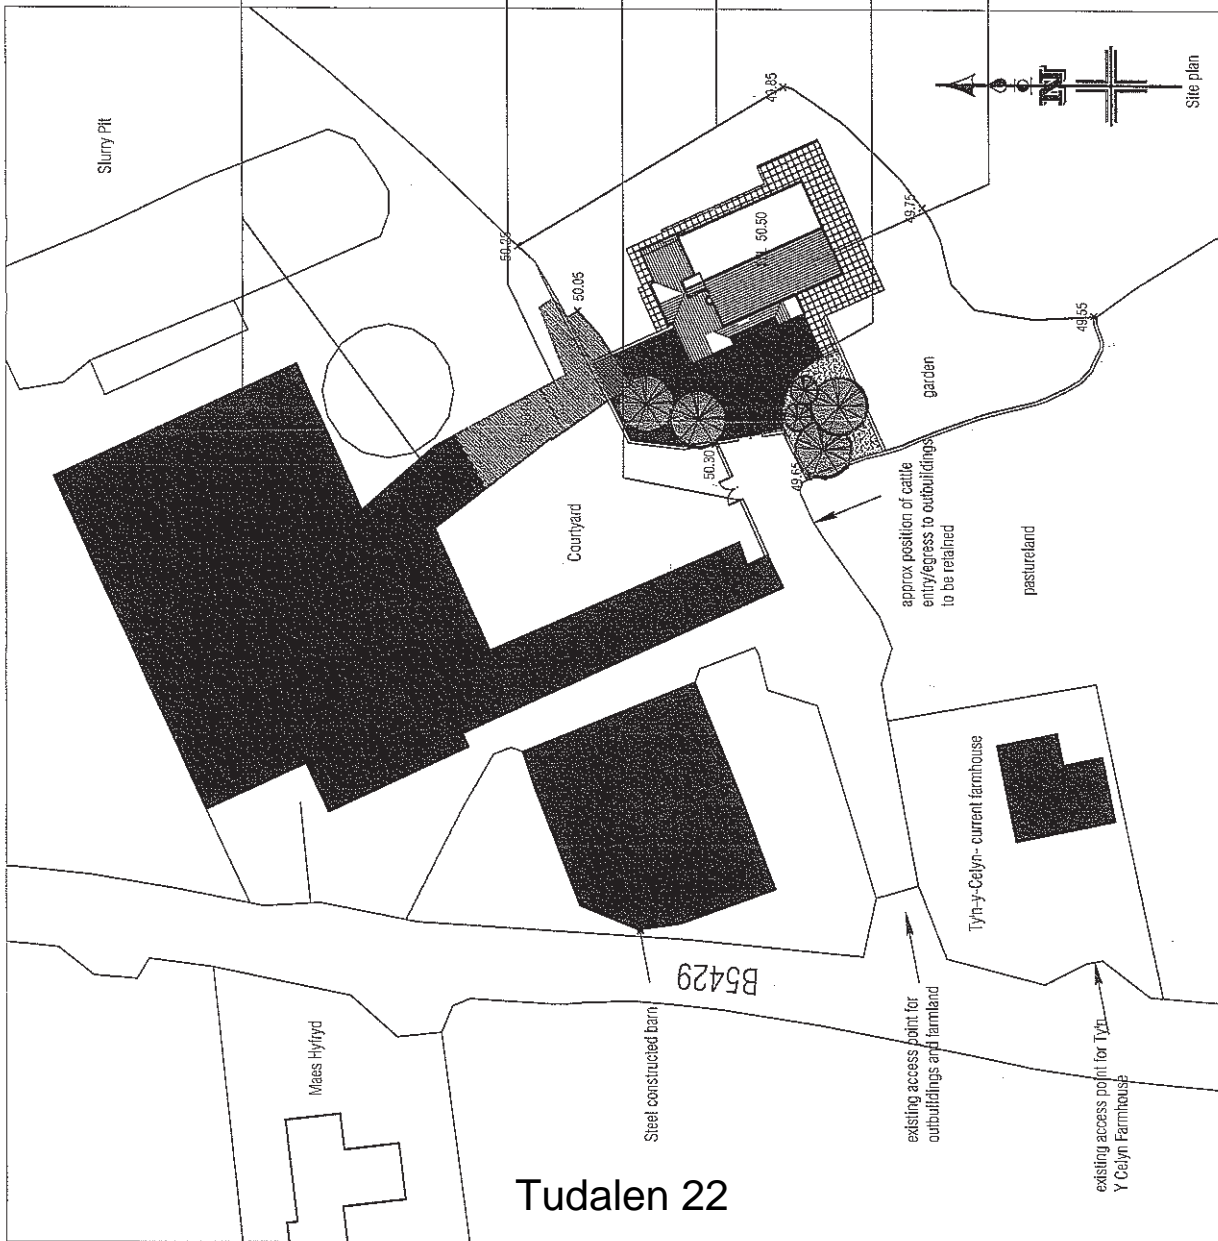 Slurry Pit
49.85
N
Site plan
50.25
50.05
50.50
49.75
49.55
garden
50.30
49.65
approx position of cattle
entry/egress to outbuildings
to be retained
Courtyard
pastureland
Ty'n-y-Celyn- current farmhouse
B5429
Maes Hyfryd
Steel constructed barn
existing access point for
outbuildings and farmland
existing access point for Ty'n
Y Celyn Farmhouse
Tudalen 22